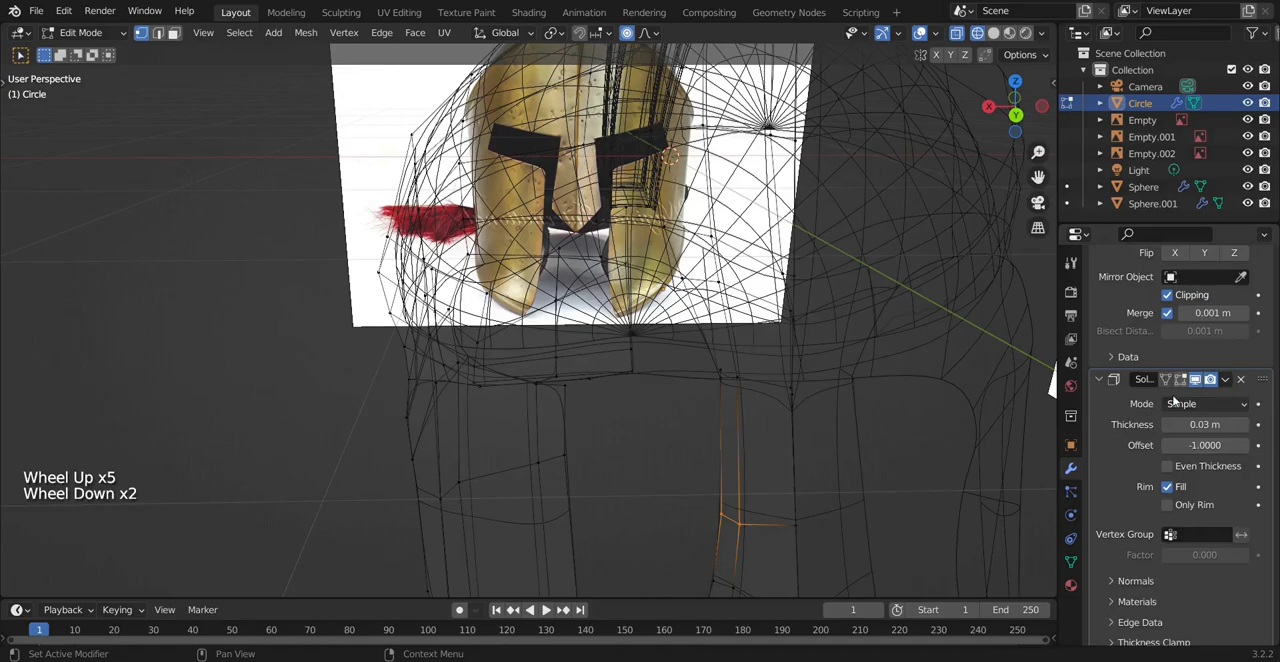 File Edit Render Window Help Layout Modeling Sculpting UV Editing Texture Paint Shading Animation Rendering Compositing Geometry Nodes Scripting + Scene ViewLayer
Edit Mode View Select Add Mesh Vertex Edge Face UV Global
X Y Z Options
User Perspective
(1) Circle
Z
X
Y
Scene Collection
Collection
Camera
Circle
Empty
Empty.001
Empty.002
Light
Sphere
Sphere.001
Flip X Y Z
Mirror Object
Clipping
Merge 0.001 m
Bisect Dista... 0.001 m
Data
Sol...
Mode Simple
Thickness 0.03 m
Offset -1.0000
Even Thickness
Rim Fill
Only Rim
Vertex Group
Factor 0.000
Normals
Materials
Edge Data
Thickness Clamp
Wheel Up x5
Wheel Down x2
Playback Keying View Marker 1 Start 1 End 250
1 10 20 30 40 50 60 70 80 90 100 110 120 130 140 150 160 170 180 190 200 210 220 230 240 250
Set Active Modifier Pan View Context Menu 3.2.2